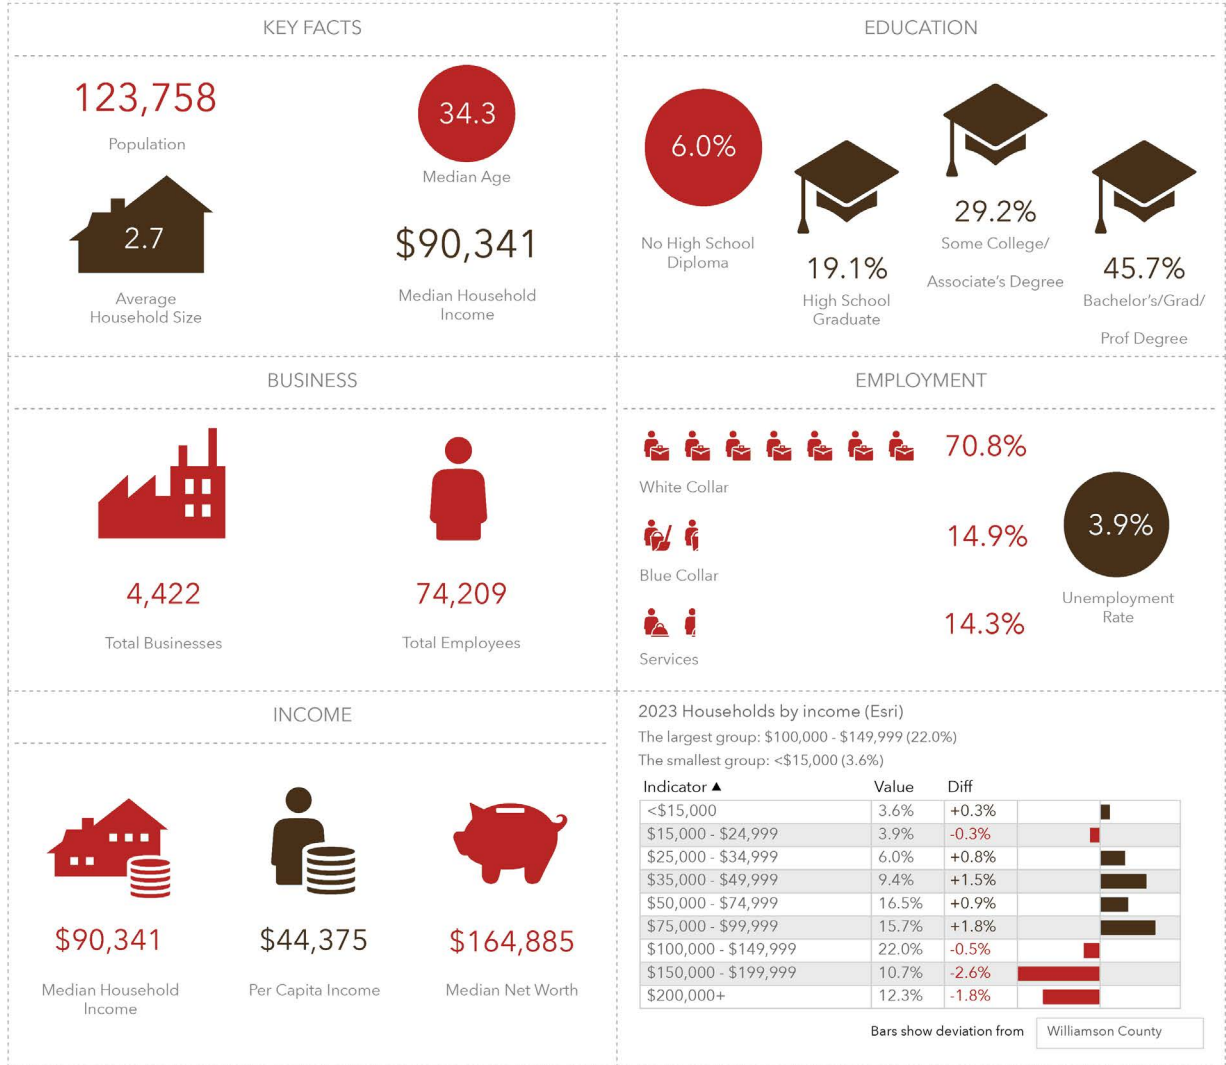 KEY FACTS
123,758
Population
34.3
Median Age
2.7
Average
Household Size
$90,341
Median Household
Income
EDUCATION
6.0%
No High School
Diploma
19.1%
High School
Graduate
29.2%
Some College/
Associate's Degree
45.7%
Bachelor's/Grad/
Prof Degree
BUSINESS
4,422
Total Businesses
74,209
Total Employees
EMPLOYMENT
70.8%
White Collar
14.9%
Blue Collar
14.3%
Services
3.9%
Unemployment
Rate
INCOME
$90,341
Median Household
Income
$44,375
Per Capita Income
$164,885
Median Net Worth
2023 Households by income (Esri)
The largest group: $100,000 - $149,999 (22.0%)
The smallest group: <$15,000 (3.6%)
Indicator ▲ Value Diff
<$15,000 3.6% +0.3%
$15,000 - $24,999 3.9% -0.3%
$25,000 - $34,999 6.0% +0.8%
$35,000 - $49,999 9.4% +1.5%
$50,000 - $74,999 16.5% +0.9%
$75,000 - $99,999 15.7% +1.8%
$100,000 - $149,999 22.0% -0.5%
$150,000 - $199,999 10.7% -2.6%
$200,000+ 12.3% -1.8%
Bars show deviation from Williamson County